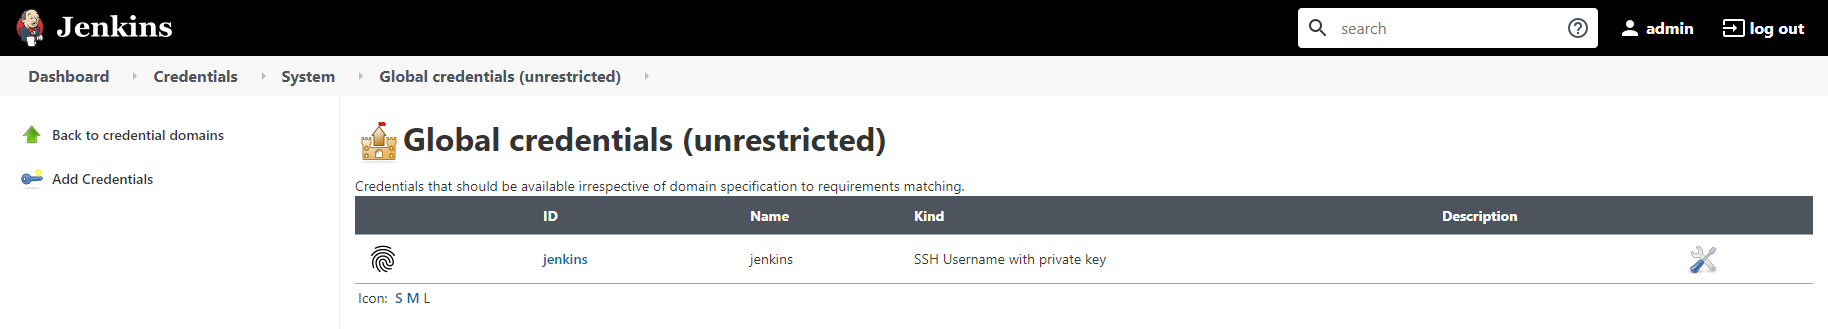 Jenkins
search
admin
log out
Dashboard Credentials System Global credentials (unrestricted)
Back to credential domains
Add Credentials
Global credentials (unrestricted)
Credentials that should be available irrespective of domain specification to requirements matching.
ID Name Kind Description
jenkins jenkins SSH Username with private key
Icon: S M L